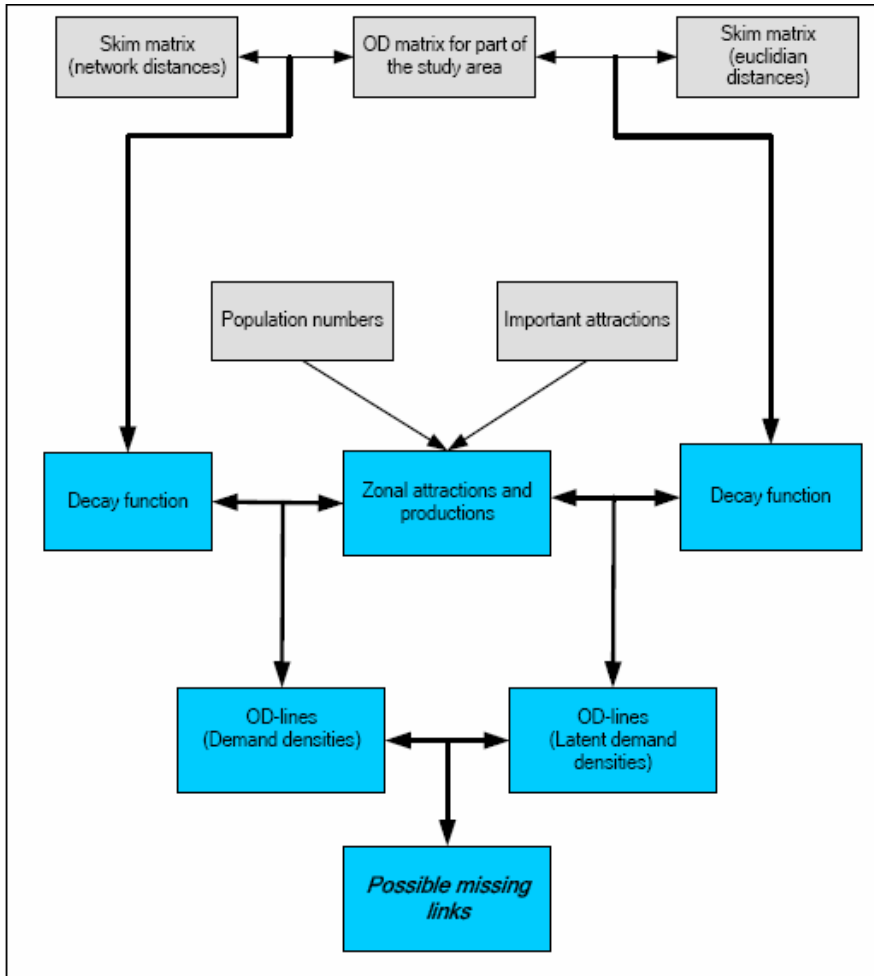 Skim matrix
(network distances)
OD matrix for part of
the study area
Skim matrix
(euclidian
distances)
Population numbers
Important attractions
Decay function
Zonal attractions and
productions
Decay function
OD-lines
(Demand densities)
OD-lines
(Latent demand
densities)
Possible missing
links